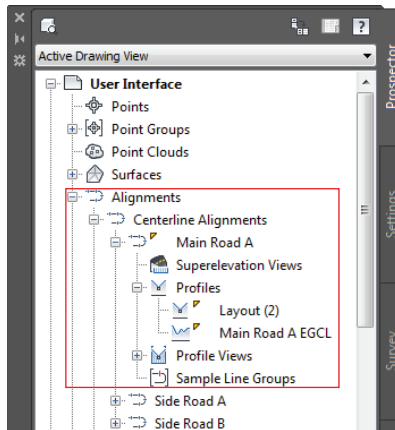 Active Drawing View
User Interface
Points
Point Groups
Point Clouds
Surfaces
Alignments
Centerline Alignments
Main Road A
Superelevation Views
Profiles
Layout (2)
Main Road A EGCL
Profile Views
Sample Line Groups
Side Road A
Side Road B
Prospector
Settings
Survey